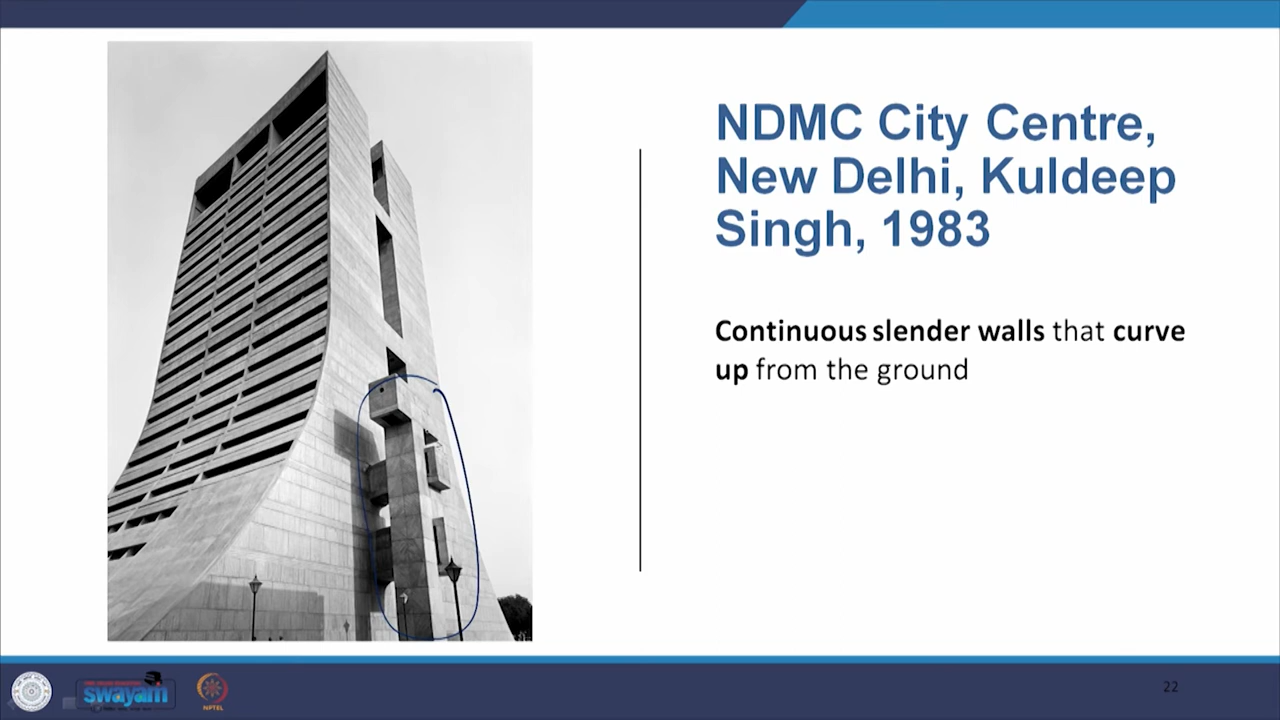 NDMC City Centre,
New Delhi, Kuldeep
Singh, 1983
Continuous slender walls that curve
up from the ground
swayam
NPTEL
22